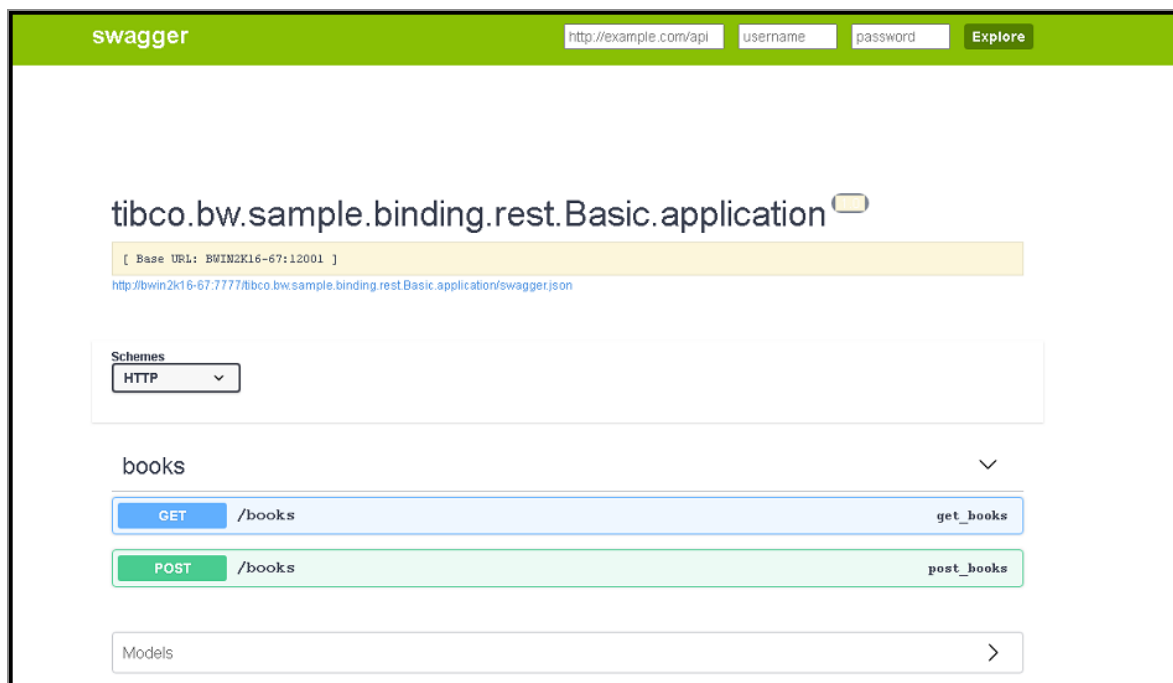 swagger http://example.com/api username password Explore
tibco.bw.sample.binding.rest.Basic.application
[ Base URL: BWIN2K16-67:12001 ]
http://bwin2k16-67:7777/tibco.bw.sample.binding.rest.Basic.application/swagger.json
Schemes
HTTP
books
GET /books get_books
POST /books post_books
Models